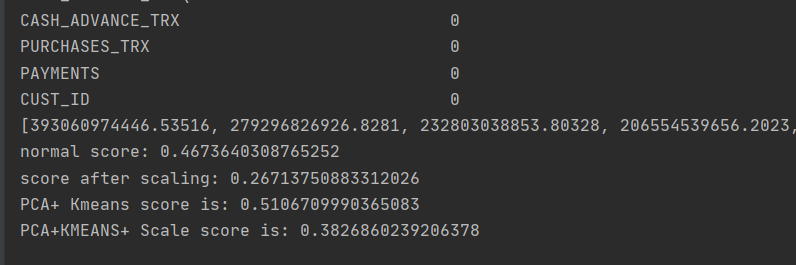 CASH_ADVANCE_TRX 0
PURCHASES_TRX 0
PAYMENTS 0
CUST_ID 0
[393060974446.53516, 279296826926.8281, 232803038853.80328, 206554539656.2023,
normal score: 0.4673640308765252
score after scaling: 0.26713750883312026
PCA+ Kmeans score is: 0.5106709990365083
PCA+KMEANS+ Scale score is: 0.3826860239206378